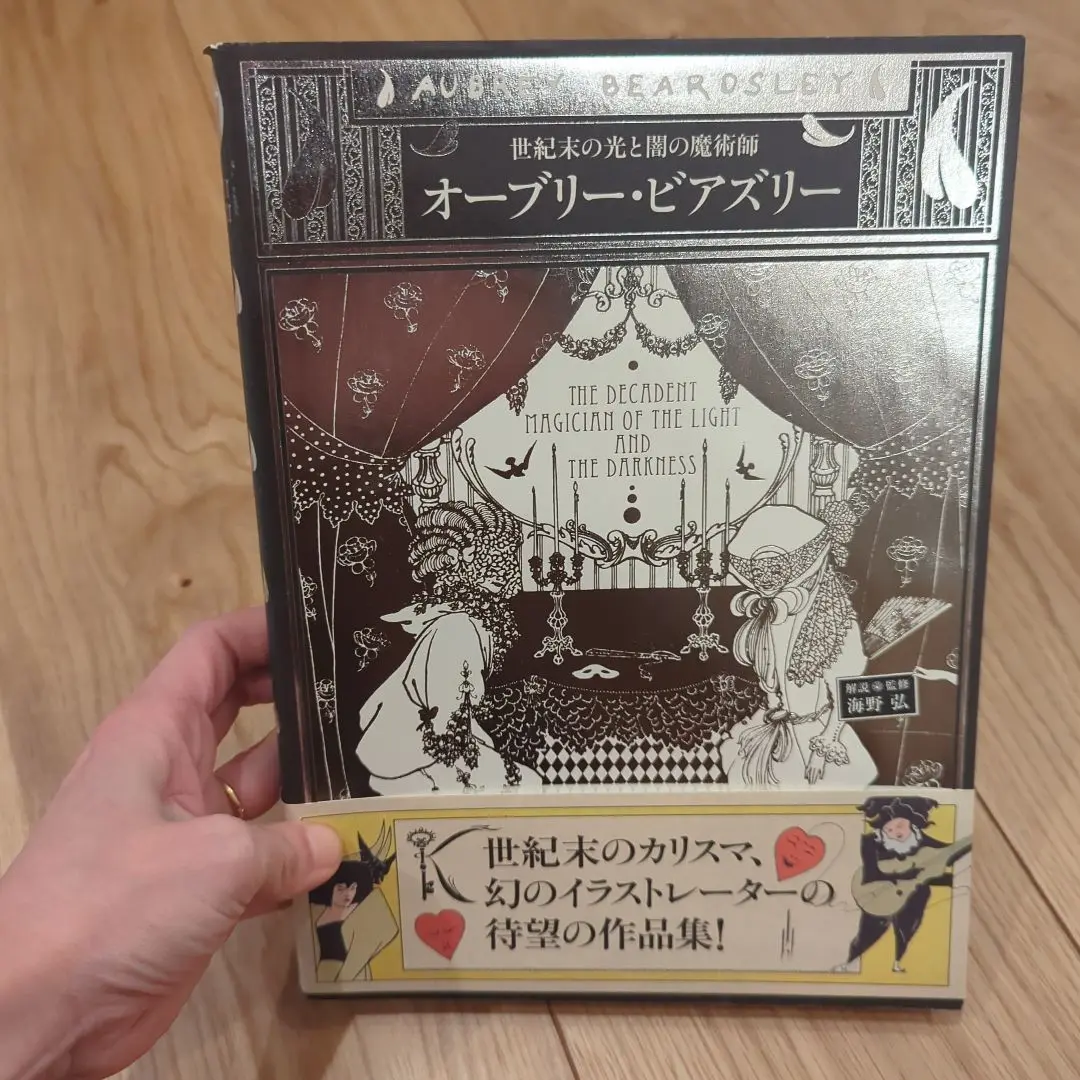 AUBREY BEARDSLEY
世紀末の光と闇の魔術師
オーブリー・ビアズリー
THE DECADENT
MAGICIAN OF THE LIGHT
AND
THE DARKNESS
解説 監修
海野 弘
世紀末のカリスマ、
幻のイラストレーターの
待望の作品集!